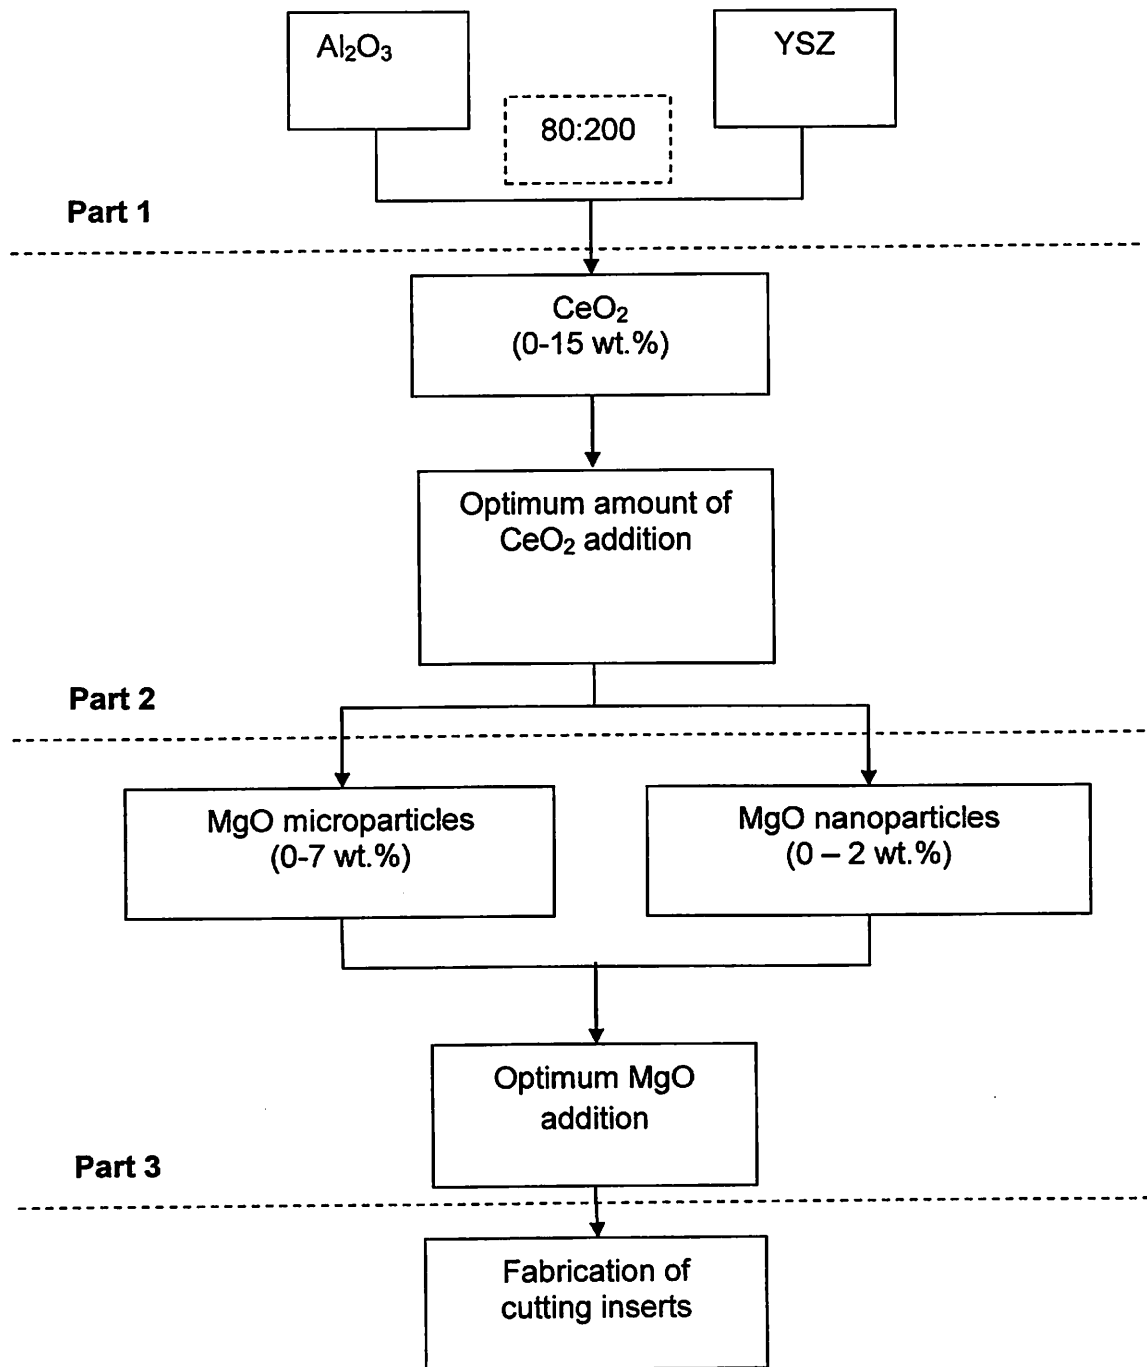 Al₂O₃
YSZ
80:200
Part 1
CeO₂
(0-15 wt.%)
Optimum amount of
CeO₂ addition
Part 2
MgO microparticles
(0-7 wt.%)
MgO nanoparticles
(0 – 2 wt.%)
Optimum MgO
addition
Part 3
Fabrication of
cutting inserts